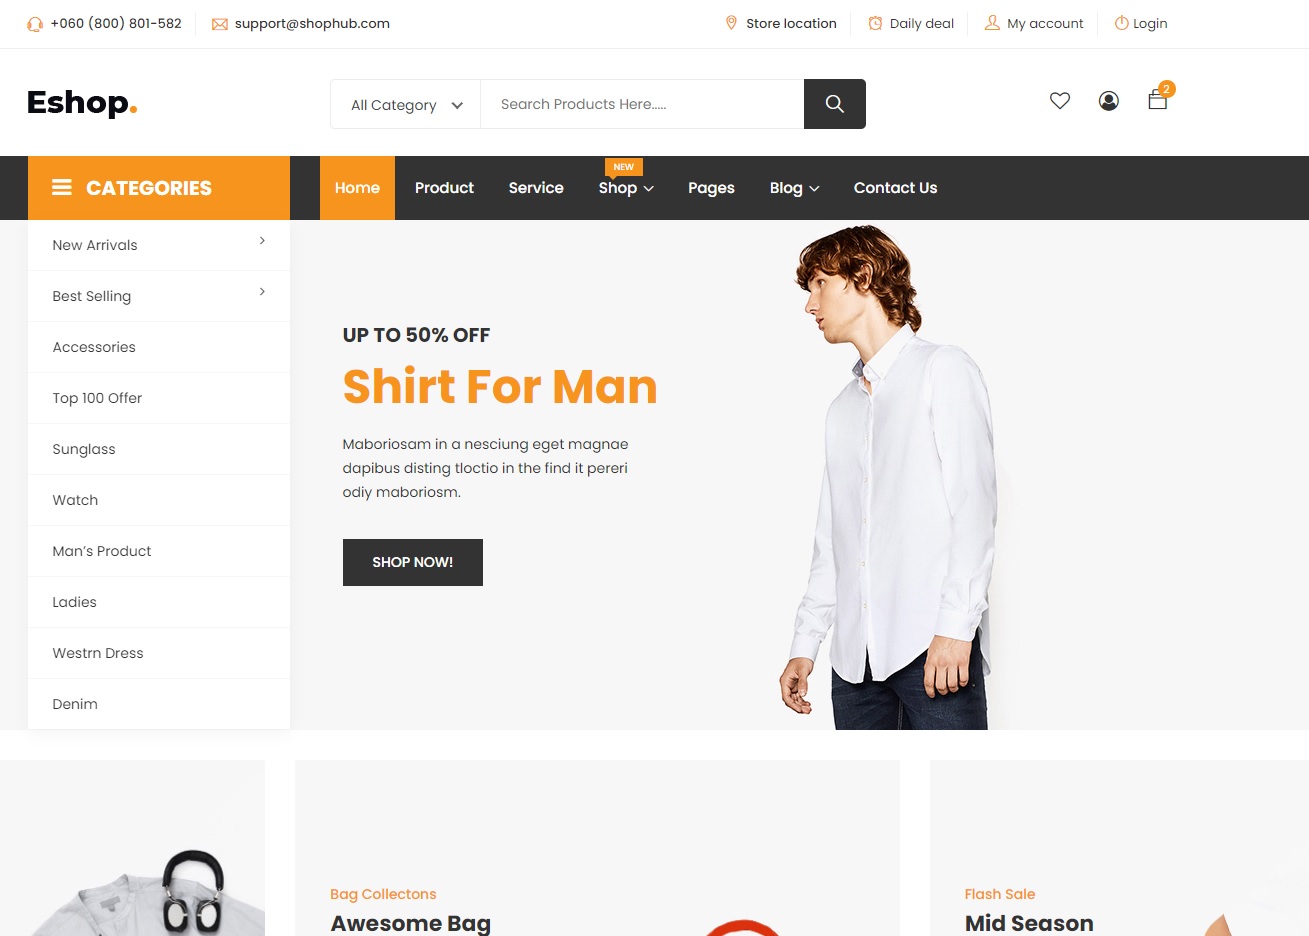 +060 (800) 801-582
support@shophub.com
Store location
Daily deal
My account
Login
Eshop.
All Category
Search Products Here.....
2
CATEGORIES
Home
Product
Service
NEW
Shop
Pages
Blog
Contact Us
New Arrivals
Best Selling
Accessories
Top 100 Offer
Sunglass
Watch
Man's Product
Ladies
Westrn Dress
Denim
UP TO 50% OFF
Shirt For Man
Maboriosam in a nesciung eget magnae
dapibus disting tloctio in the find it pereri
odiy maboriosm.
SHOP NOW!
Bag Collectons
Awesome Bag
Flash Sale
Mid Season